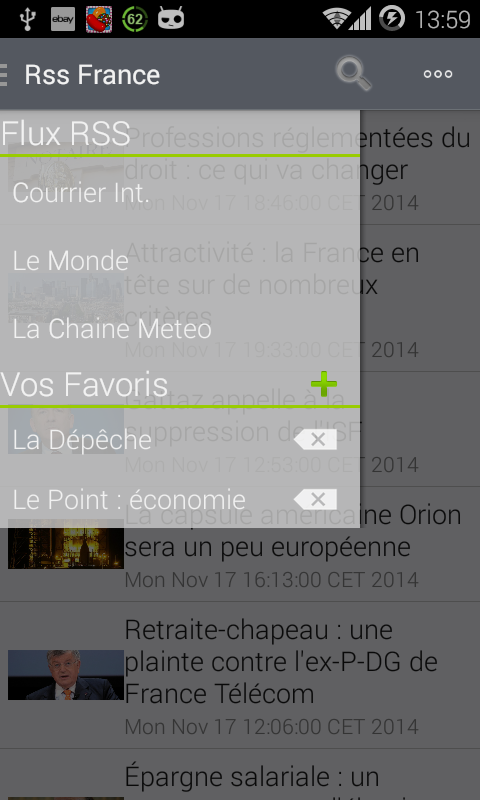 ebay
62
13:59
Rss France
Flux RSS
Courrier Int.
Le Monde
La Chaine Meteo
Vos Favoris
La Dépêche
Le Point : économie
Professions réglementées du
droit : ce qui va changer
Mon Nov 17 18:46:00 CET 2014
Attractivité : la France en
tête sur de nombreux
critères
Mon Nov 17 19:33:00 CET 2014
Gattaz appelle à la
suppression de l'ISF
Mon Nov 17 12:53:00 CET 2014
La capsule américaine Orion
sera un peu européenne
Mon Nov 17 16:13:00 CET 2014
Retraite-chapeau : une
plainte contre l'ex-P-DG de
France Télécom
Mon Nov 17 12:06:00 CET 2014
Épargne salariale : un